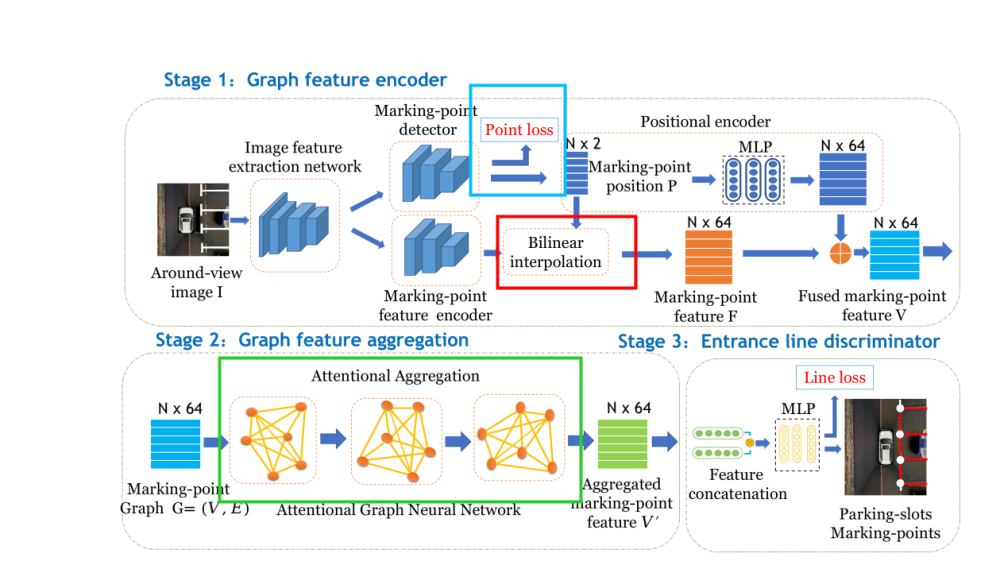 Stage 1: Graph feature encoder
Marking-point
detector
Point loss
Image feature
extraction network
N x 2
Marking-point
position P
Positional encoder
MLP
N x 64
Around-view
image I
Marking-point
feature encoder
Bilinear
interpolation
N x 64
Marking-point
feature F
N x 64
Fused marking-point
feature V
Stage 2: Graph feature aggregation
Attentional Aggregation
N x 64
Marking-point
Graph G= (V, E)
Attentional Graph Neural Network
N x 64
Aggregated
marking-point
feature V′
Stage 3: Entrance line discriminator
Line loss
MLP
Feature
concatenation
Parking-slots
Marking-points